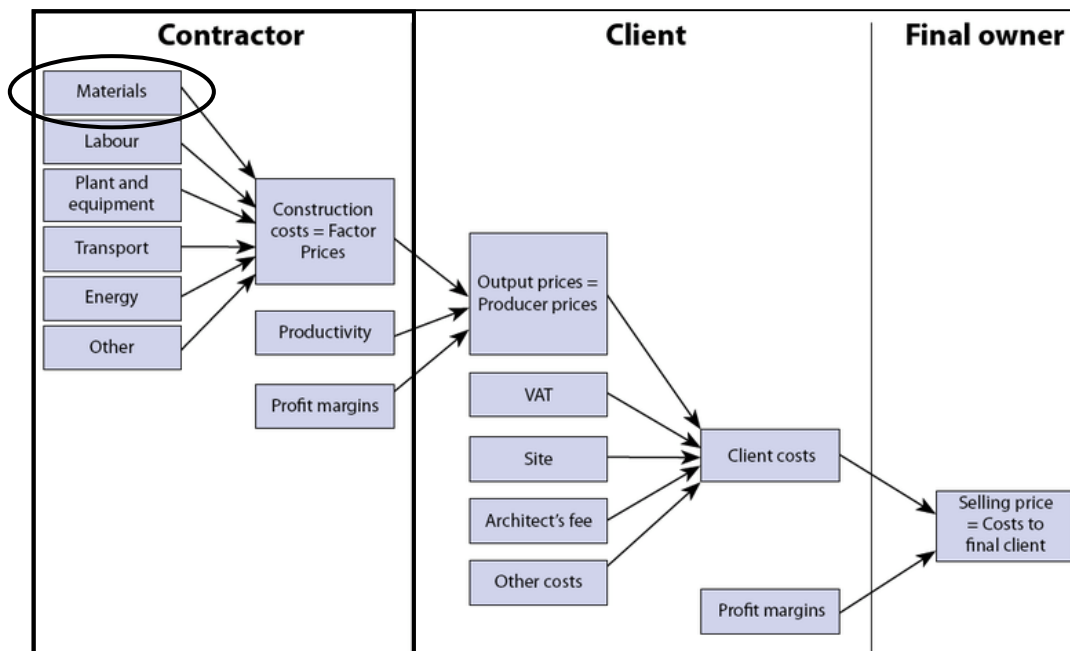 Contractor
Client
Final owner
Materials
Labour
Plant and
equipment
Transport
Energy
Other
Construction
costs = Factor
Prices
Productivity
Profit margins
Output prices =
Producer prices
VAT
Site
Architect's fee
Other costs
Client costs
Profit margins
Selling price
= Costs to
final client